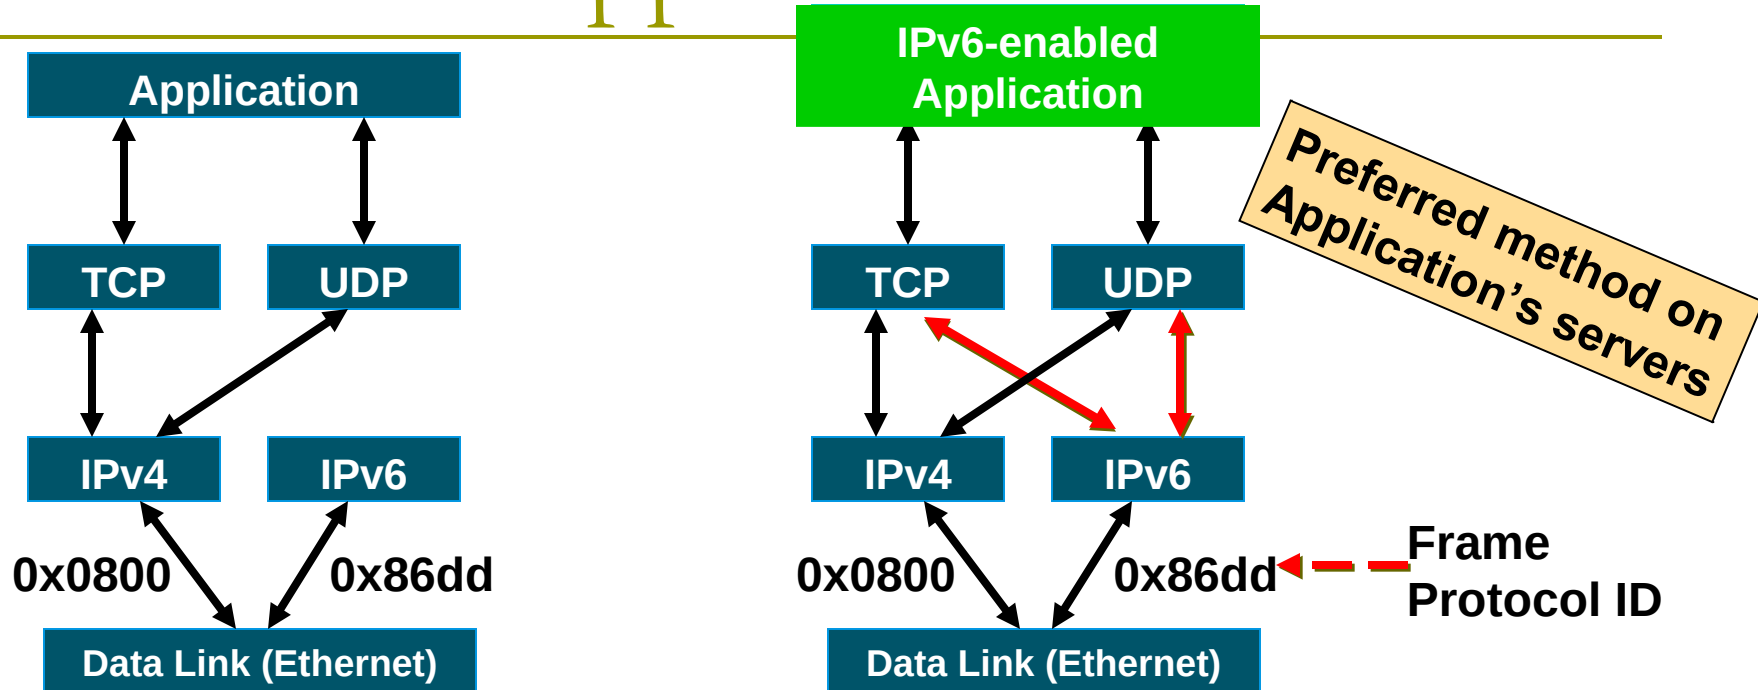 Application
TCP
UDP
IPv4
IPv6
0x0800
0x86dd
Data Link (Ethernet)
IPv6-enabled
Application
TCP
UDP
IPv4
IPv6
0x0800
0x86dd
Data Link (Ethernet)
Preferred method on
Application’s servers
Frame
Protocol ID